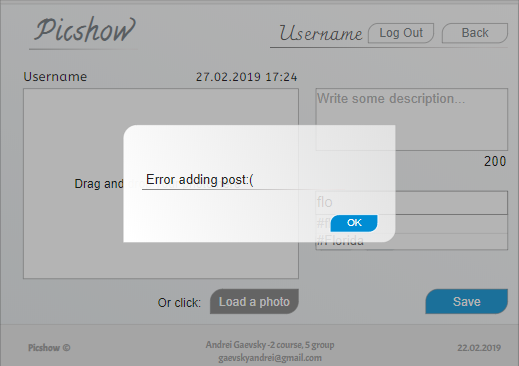 Picshow
Username
Log Out
Back
Username
27.02.2019 17:24
Write some description...
200
Drag and
Error adding post:(
flo
OK
#Florida
Or click:
Load a photo
Save
Picshow ©
Andrei Gaevsky -2 course, 5 group
gaevskyandrei@gmail.com
22.02.2019